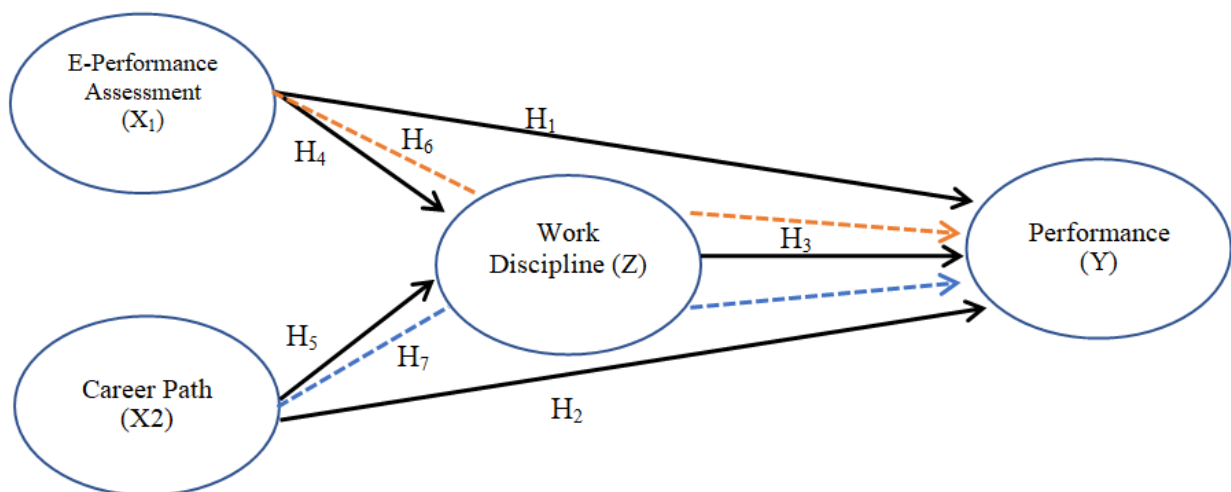 E-Performance
Assessment
(X₁)
H₁
H₆
H₄
Work
Discipline (Z)
H₃
Performance
(Y)
H₅
H₇
Career Path
(X2)
H₂